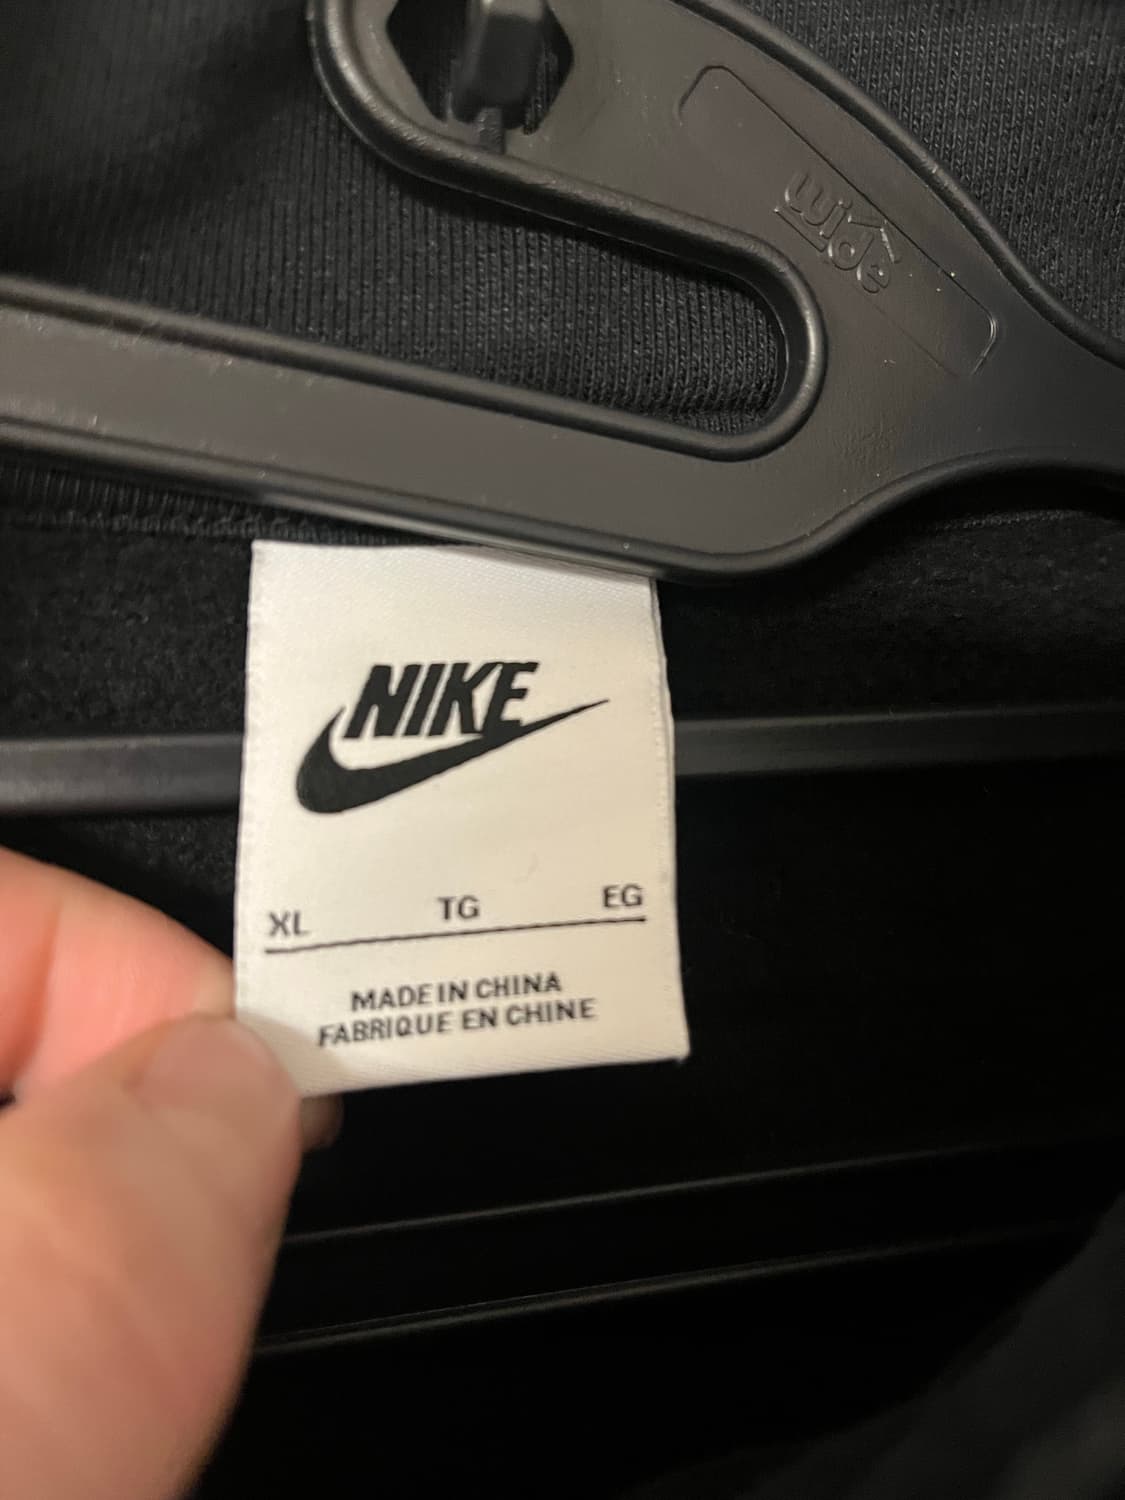 wide
NIKE
XL TG EG
MADE IN CHINA
FABRIQUE EN CHINE